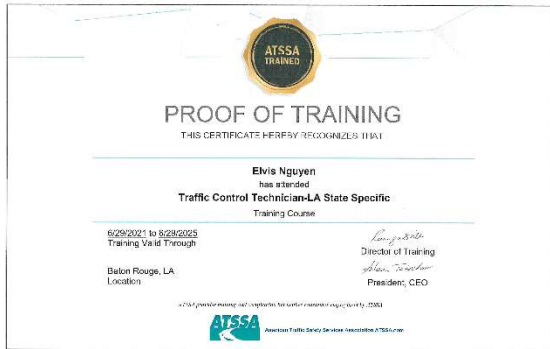 ATSSA
TRAINED
PROOF OF TRAINING
THIS CERTIFICATE HEREBY RECOGNIZES THAT
Elvis Nguyen
has attended
Traffic Control Technician-LA State Specific
Training Course
6/29/2021 to 6/29/2025
Training Valid Through
Director of Training
Baton Rouge, LA
Location
President, CEO
ATSSA
American Traffic Safety Services Association ATSSA.com